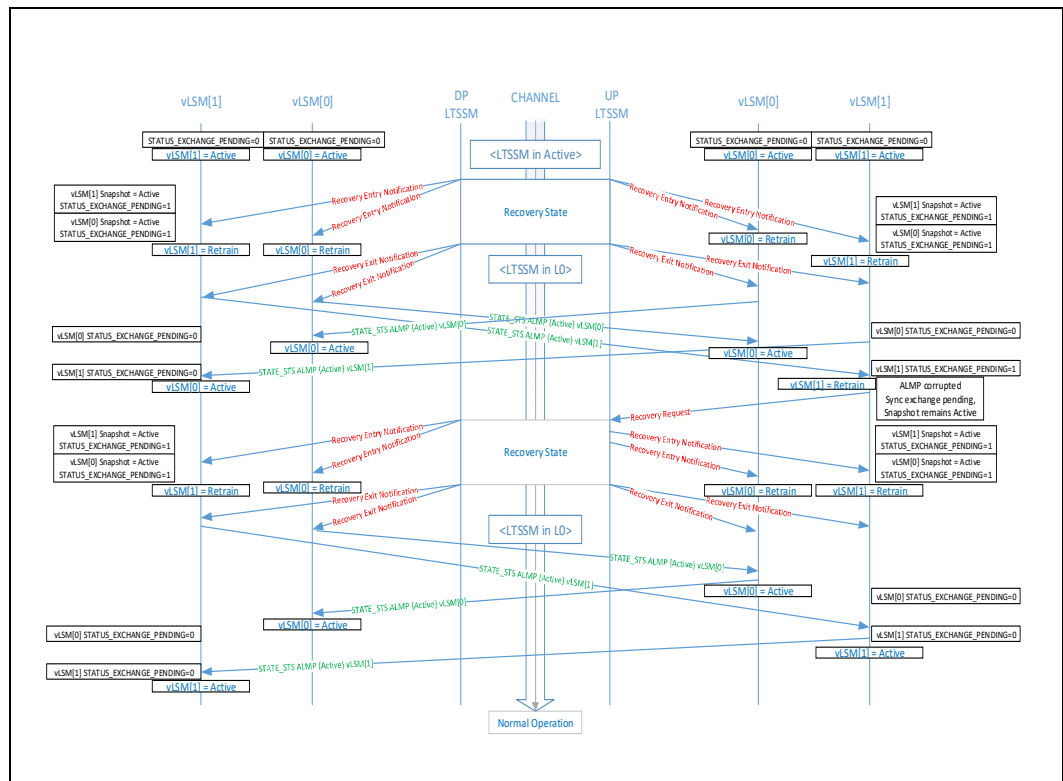 DP
CHANNEL
UP
vLSM[1]
vLSM[0]
LTSSM
LTSSM
vLSM[0]
vLSM[1]
STATUS_EXCHANGE_PENDING=0
STATUS_EXCHANGE_PENDING=0
STATUS_EXCHANGE_PENDING=0
STATUS_EXCHANGE_PENDING=0
vLSM[1] = Active
vLSM[0] = Active
<LTSSM in Active>
vLSM[0] = Active
vLSM[1] = Active
vLSM[1] Snapshot = Active
STATUS_EXCHANGE_PENDING=1
vLSM[0] Snapshot = Active
STATUS_EXCHANGE_PENDING=1
Recovery Entry Notification
Recovery Entry Notification
Recovery State
Recovery Entry Notification
Recovery Entry Notification
vLSM[1] Snapshot = Active
STATUS_EXCHANGE_PENDING=1
vLSM[0] Snapshot = Active
STATUS_EXCHANGE_PENDING=1
vLSM[1] = Retrain
vLSM[0] = Retrain
vLSM[0] = Retrain
vLSM[1] = Retrain
Recovery Exit Notification
Recovery Exit Notification
<LTSSM in L0>
Recovery Exit Notification
Recovery Exit Notification
STATE_STS ALMP (Active) vLSM[0]
STATE_STS ALMP (Active) vLSM[0]
STATE_STS ALMP (Active) vLSM[1]
vLSM[0] STATUS_EXCHANGE_PENDING=0
vLSM[0] STATUS_EXCHANGE_PENDING=0
vLSM[0] = Active
vLSM[0] = Active
STATE_STS ALMP (Active) vLSM[1]
vLSM[1] STATUS_EXCHANGE_PENDING=0
vLSM[1] STATUS_EXCHANGE_PENDING=1
vLSM[0] = Active
vLSM[1] = Retrain
ALMP corrupted
Sync exchange pending,
Snapshot remains Active
Recovery Request
vLSM[1] Snapshot = Active
STATUS_EXCHANGE_PENDING=1
vLSM[0] Snapshot = Active
STATUS_EXCHANGE_PENDING=1
Recovery Entry Notification
Recovery Entry Notification
Recovery State
Recovery Entry Notification
Recovery Entry Notification
vLSM[1] Snapshot = Active
STATUS_EXCHANGE_PENDING=1
vLSM[0] Snapshot = Active
STATUS_EXCHANGE_PENDING=1
vLSM[1] = Retrain
vLSM[0] = Retrain
vLSM[0] = Retrain
vLSM[1] = Retrain
Recovery Exit Notification
Recovery Exit Notification
<LTSSM in L0>
Recovery Exit Notification
Recovery Exit Notification
STATE_STS ALMP (Active) vLSM[0]
STATE_STS ALMP (Active) vLSM[1]
vLSM[0] = Active
STATE_STS ALMP (Active) vLSM[0]
vLSM[0] STATUS_EXCHANGE_PENDING=0
vLSM[0] = Active
vLSM[0] STATUS_EXCHANGE_PENDING=0
vLSM[1] STATUS_EXCHANGE_PENDING=0
vLSM[1] = Active
STATE_STS ALMP (Active) vLSM[1]
vLSM[1] STATUS_EXCHANGE_PENDING=0
vLSM[1] = Active
Normal Operation